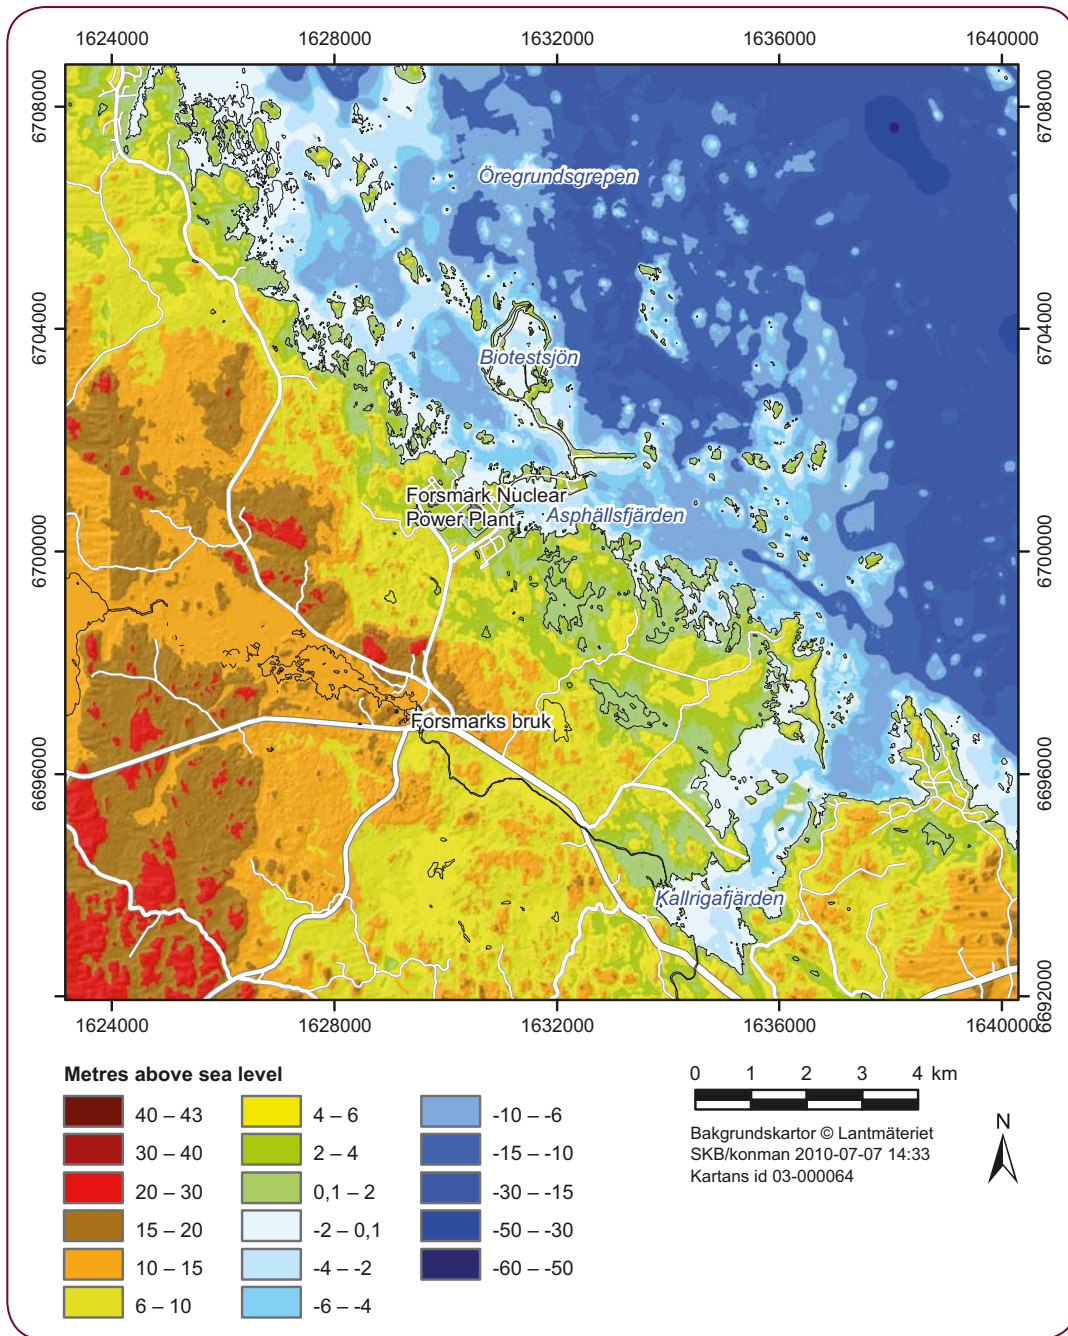 1624000 1628000 1632000 1636000 1640000
6708000
6708000
Öregrundsgrepen
6704000
6704000
Biotestsjön
Forsmark Nuclear
Power Plant
Asphällsfjärden
6700000
6700000
Forsmarks bruk
6696000
6696000
Kallrigafjärden
6692000
1624000 1628000 1632000 1636000 1640000
Metres above sea level
40 – 43
30 – 40
20 – 30
15 – 20
10 – 15
6 – 10
4 – 6
2 – 4
0,1 – 2
-2 – 0,1
-4 – -2
-6 – -4
-10 – -6
-15 – -10
-30 – -15
-50 – -30
-60 – -50
0 1 2 3 4 km
Bakgrundskartor © Lantmäteriet
SKB/konman 2010-07-07 14:33
Kartans id 03-000064
N